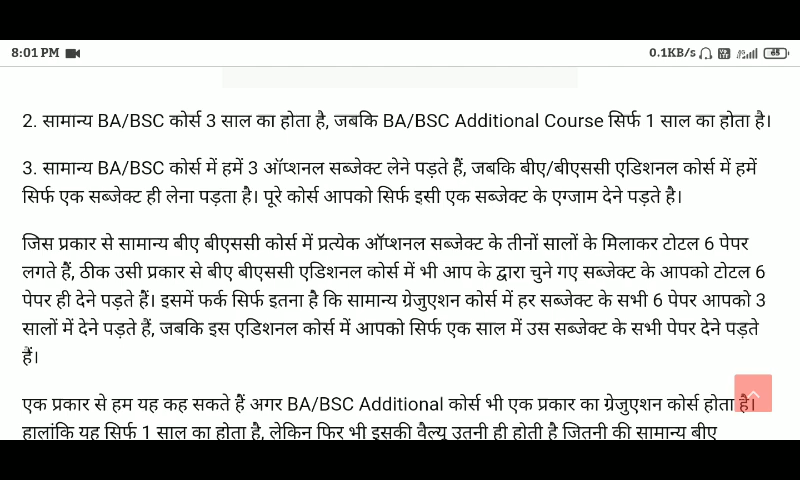 8:01 PM
0.1KB/s
65
2. सामान्य BA/BSC कोर्स 3 साल का होता है, जबकि BA/BSC Additional Course सिर्फ 1 साल का होता है।
3. सामान्य BA/BSC कोर्स में हमें 3 ऑप्शनल सब्जेक्ट लेने पड़ते हैं, जबकि बीए/बीएससी एडिशनल कोर्स में हमें
सिर्फ एक सब्जेक्ट ही लेना पड़ता है। पूरे कोर्स आपको सिर्फ इसी एक सब्जेक्ट के एग्जाम देने पड़ते है।
जिस प्रकार से सामान्य बीए बीएससी कोर्स में प्रत्येक ऑप्शनल सब्जेक्ट के तीनों सालों के मिलाकर टोटल 6 पेपर
लगते हैं, ठीक उसी प्रकार से बीए बीएससी एडिशनल कोर्स में भी आप के द्वारा चुने गए सब्जेक्ट के आपको टोटल 6
पेपर ही देने पड़ते हैं। इसमें फर्क सिर्फ इतना है कि सामान्य ग्रेजुएशन कोर्स में हर सब्जेक्ट के सभी 6 पेपर आपको 3
सालों में देने पड़ते हैं, जबकि इस एडिशनल कोर्स में आपको सिर्फ एक साल में उस सब्जेक्ट के सभी पेपर देने पड़ते
हैं।
एक प्रकार से हम यह कह सकते हैं अगर BA/BSC Additional कोर्स भी एक प्रकार का ग्रेजुएशन कोर्स होता है।
हालांकि यह सिर्फ 1 साल का होता है, लेकिन फिर भी इसकी वैल्यू उतनी ही होती है जितनी की सामान्य बीए